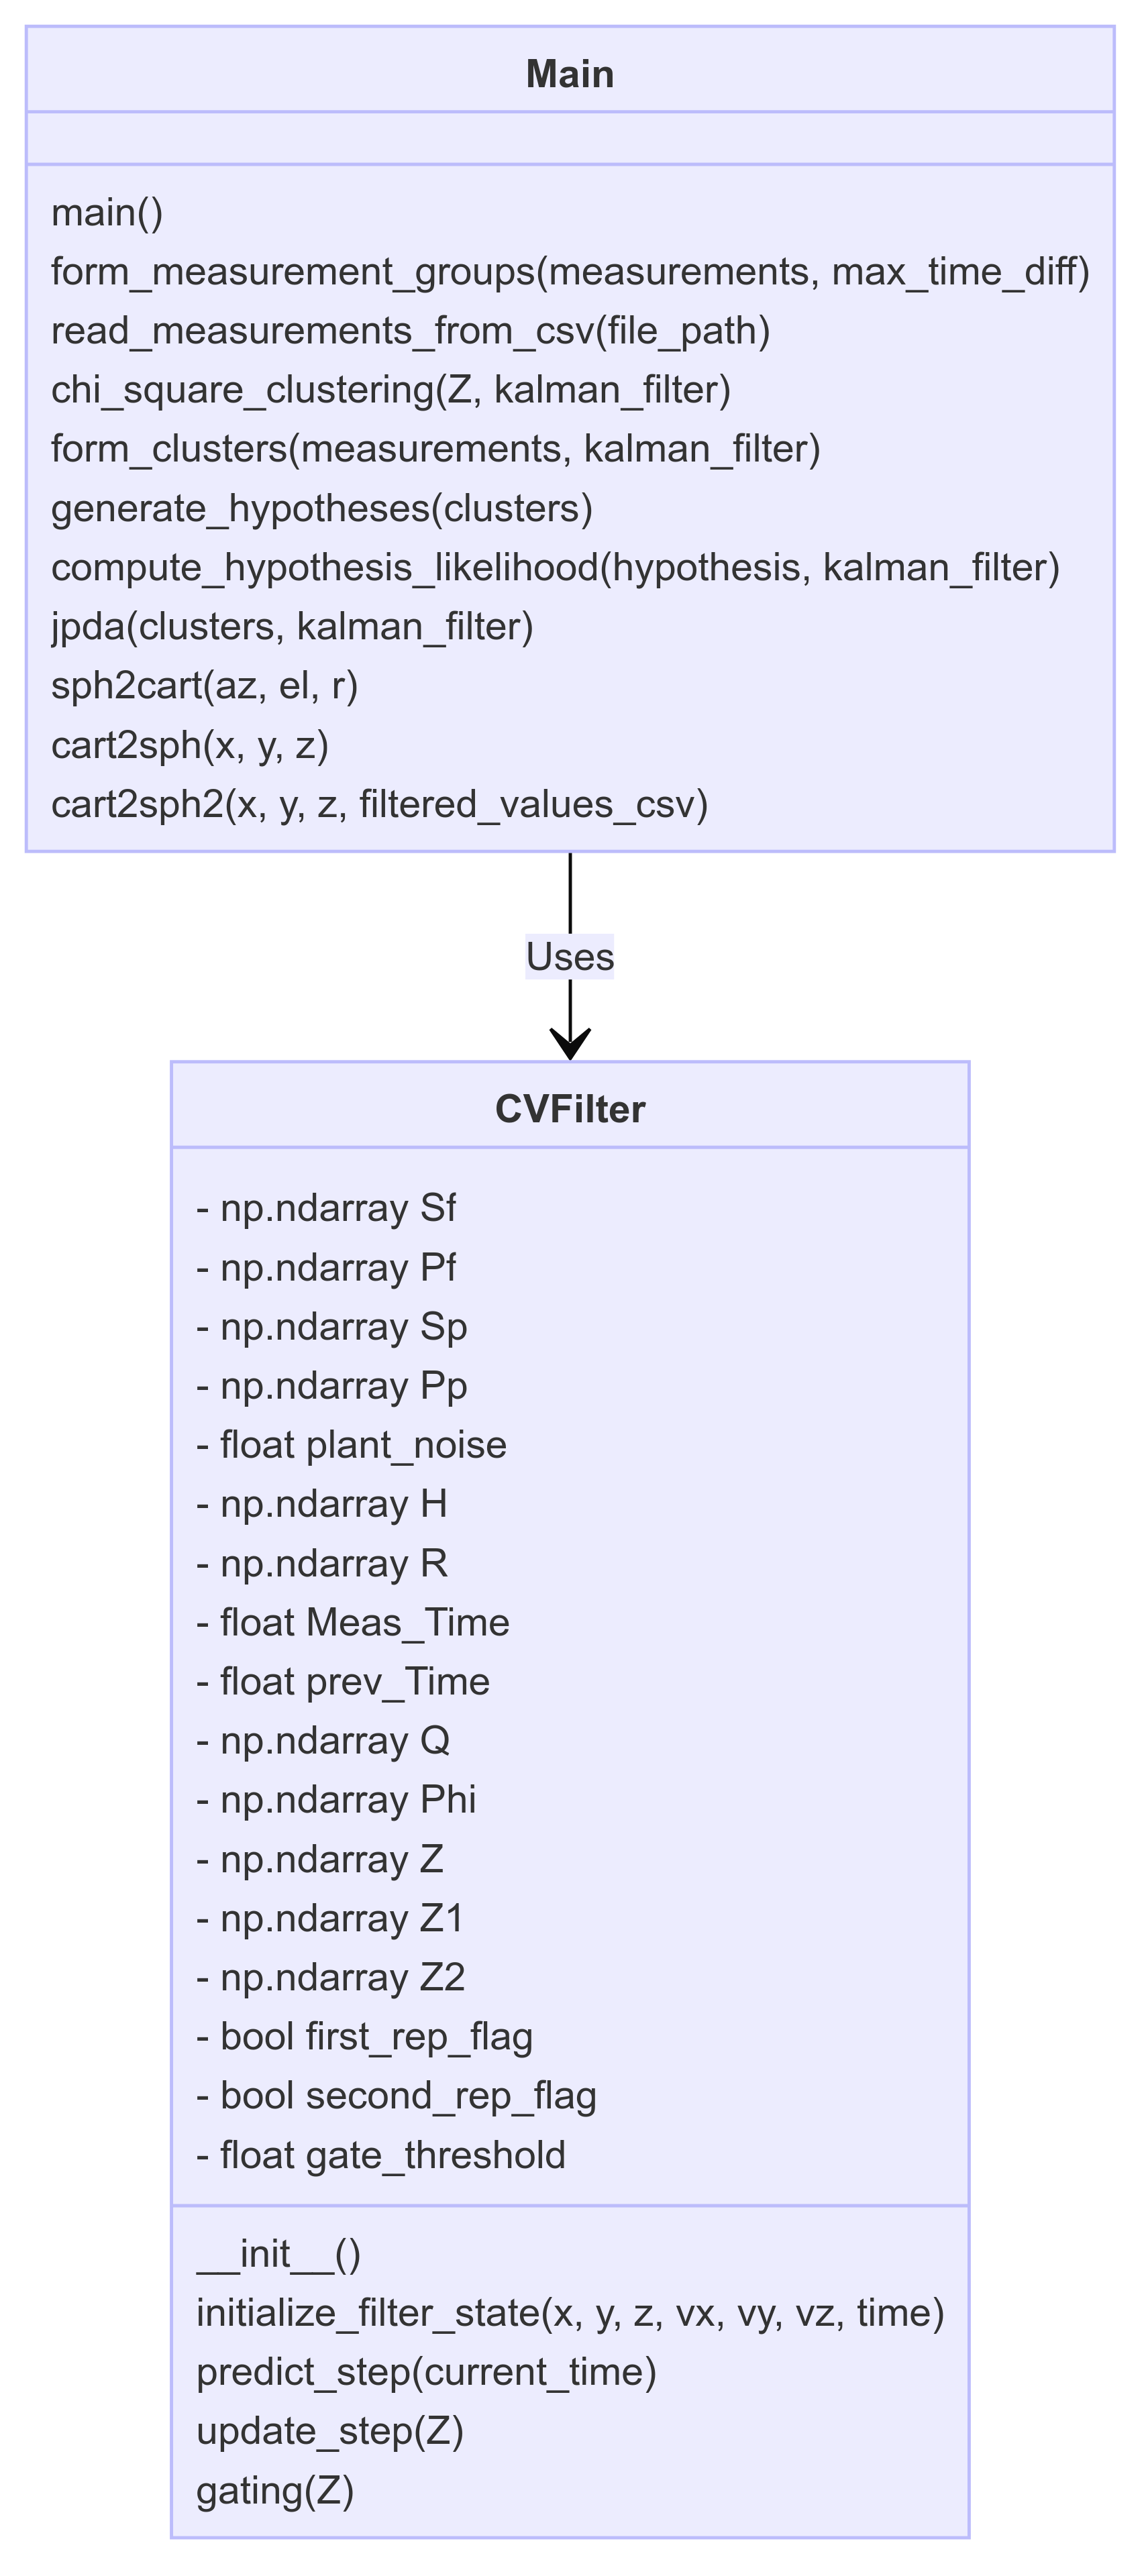 Main
main()
form_measurement_groups(measurements, max_time_diff)
read_measurements_from_csv(file_path)
chi_square_clustering(Z, kalman_filter)
form_clusters(measurements, kalman_filter)
generate_hypotheses(clusters)
compute_hypothesis_likelihood(hypothesis, kalman_filter)
jpda(clusters, kalman_filter)
sph2cart(az, el, r)
cart2sph(x, y, z)
cart2sph2(x, y, z, filtered_values_csv)
Uses
CVFilter
- np.ndarray Sf
- np.ndarray Pf
- np.ndarray Sp
- np.ndarray Pp
- float plant_noise
- np.ndarray H
- np.ndarray R
- float Meas_Time
- float prev_Time
- np.ndarray Q
- np.ndarray Phi
- np.ndarray Z
- np.ndarray Z1
- np.ndarray Z2
- bool first_rep_flag
- bool second_rep_flag
- float gate_threshold
__init__()
initialize_filter_state(x, y, z, vx, vy, vz, time)
predict_step(current_time)
update_step(Z)
gating(Z)